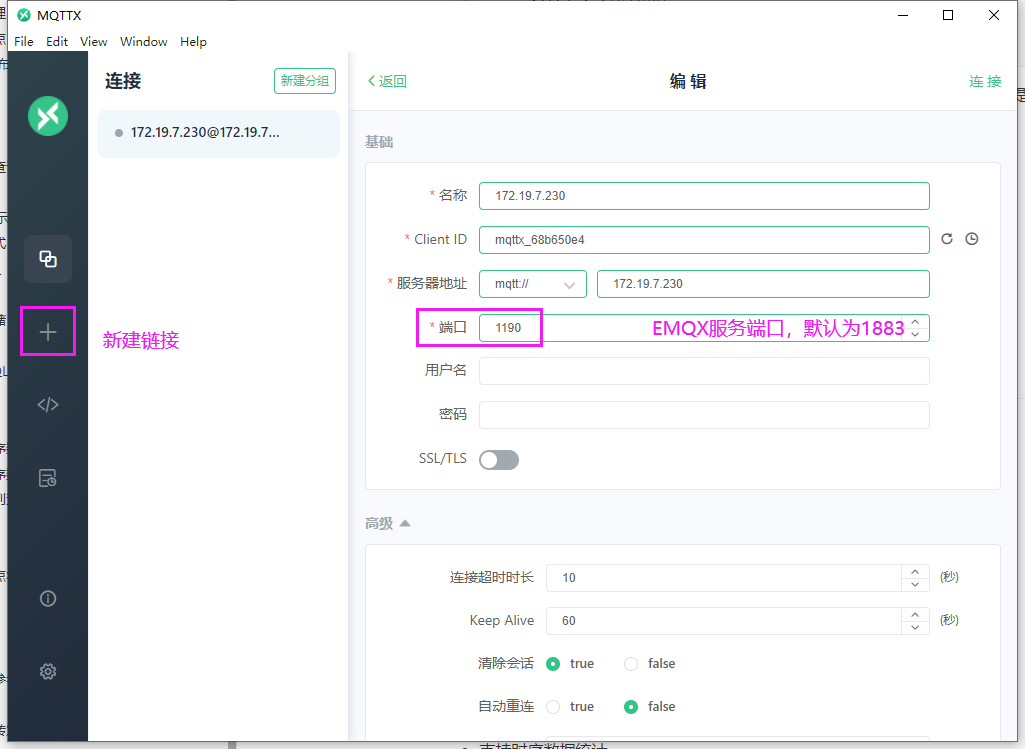 MQTTX
File Edit View Window Help
连接
新建分组
返回
编 辑
连 接
172.19.7.230@172.19.7...
基础
* 名称 172.19.7.230
* Client ID mqttx_68b650e4
* 服务器地址 mqtt:// 172.19.7.230
* 端口 1190 EMQX服务端口，默认为1883
新建链接
用户名
密码
SSL/TLS
高级
连接超时时长 10 (秒)
Keep Alive 60 (秒)
清除会话 true false
自动重连 true false